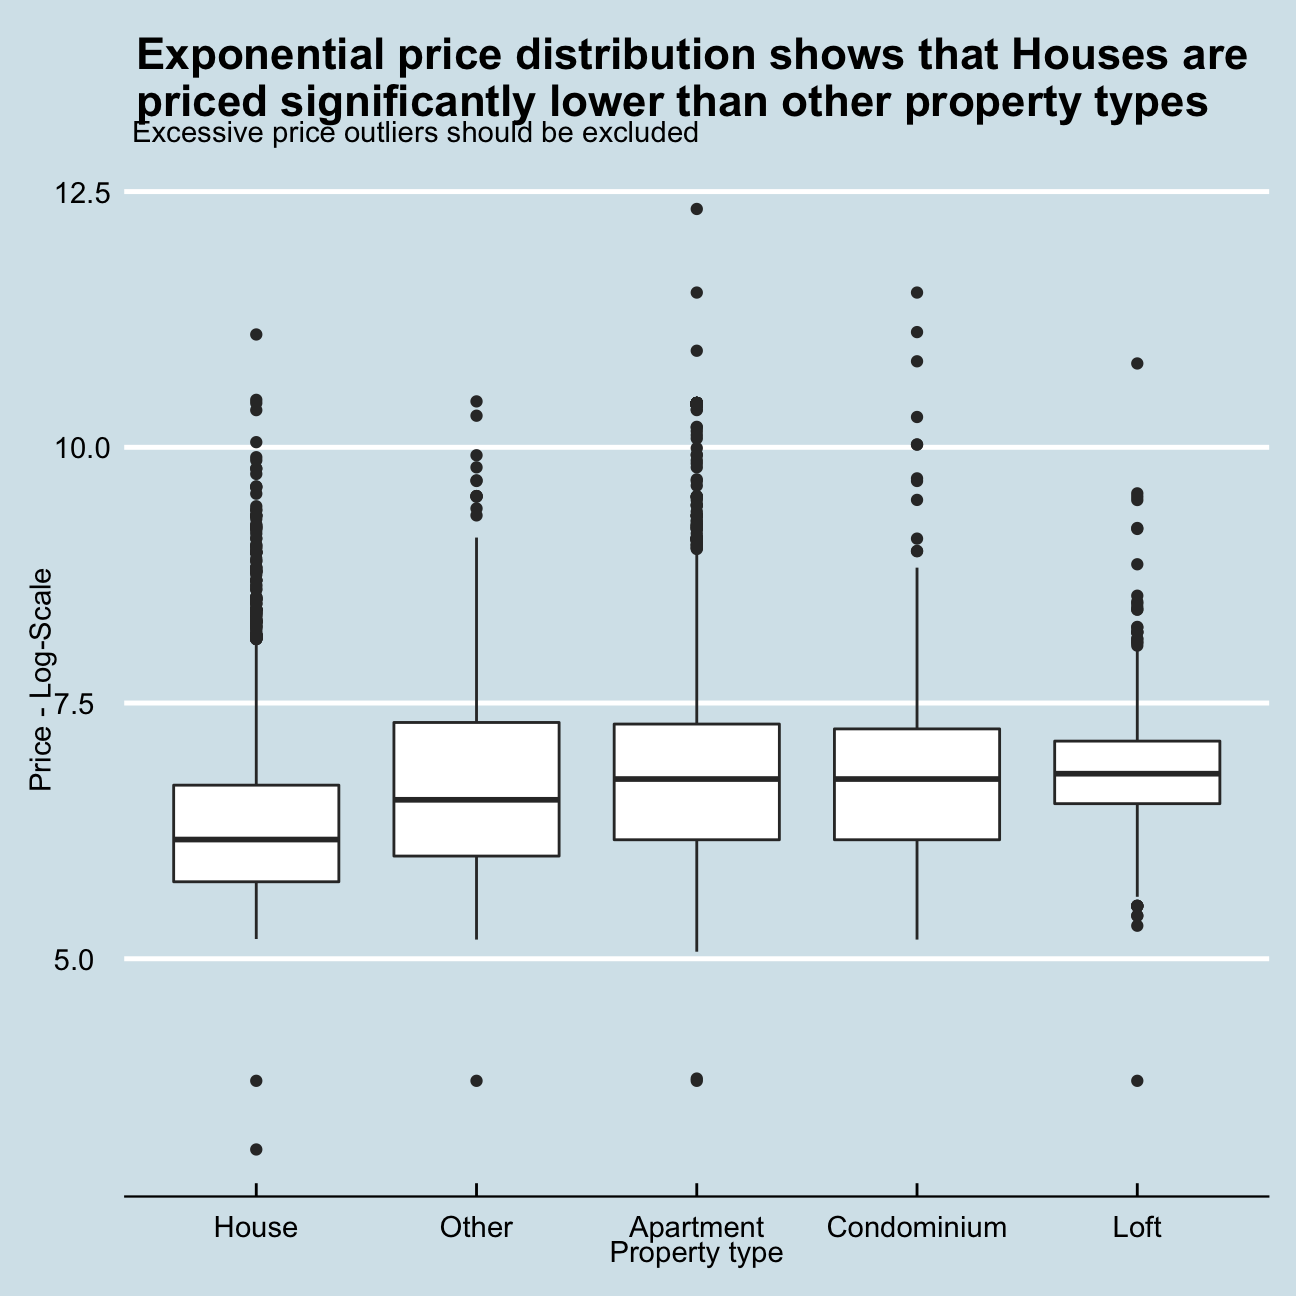 Exponential price distribution shows that Houses are
priced significantly lower than other property types
Excessive price outliers should be excluded
12.5
10.0
7.5
5.0
Price - Log-Scale
House Other Apartment Condominium Loft
Property type